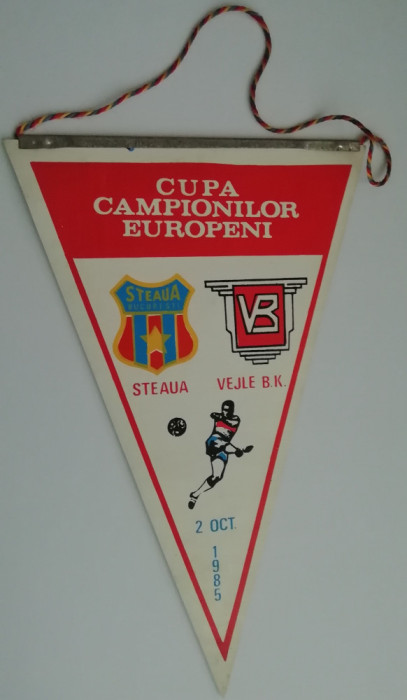 CUPA
CAMPIONILOR
EUROPENI
STEAUA
BUCUREȘTI
VB
STEAUA VEJLE B.K.
2 OCT.
1985